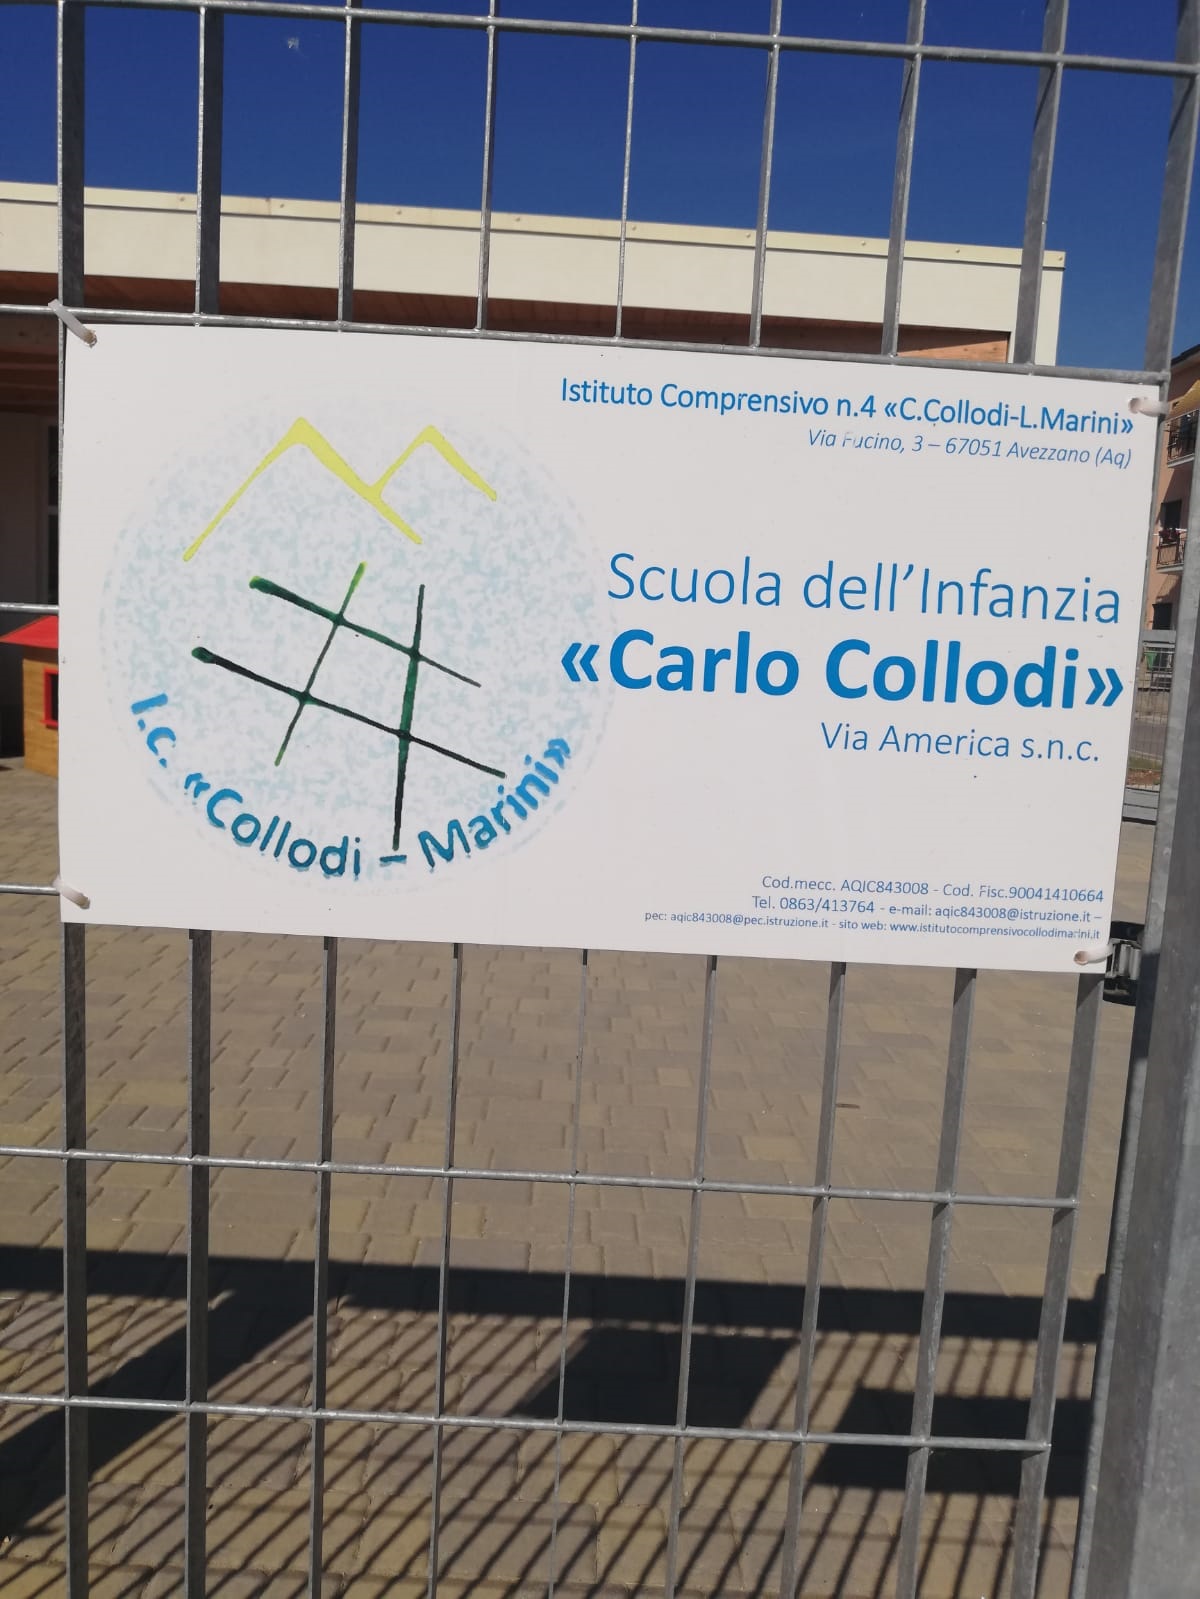 Istituto Comprensivo n.4 «C.Collodi-L.Marini»
Via Fucino, 3 – 67051 Avezzano (Aq)
Scuola dell’Infanzia
«Carlo Collodi»
Via America s.n.c.
I.c. «Collodi – Marini»
Cod.mecc. AQIC843008 - Cod. Fisc.90041410664
Tel. 0863/413764 - e-mail: aqic843008@istruzione.it –
pec: aqic843008@pec.istruzione.it - sito web: www.istitutocomprensivocollodimarini.it